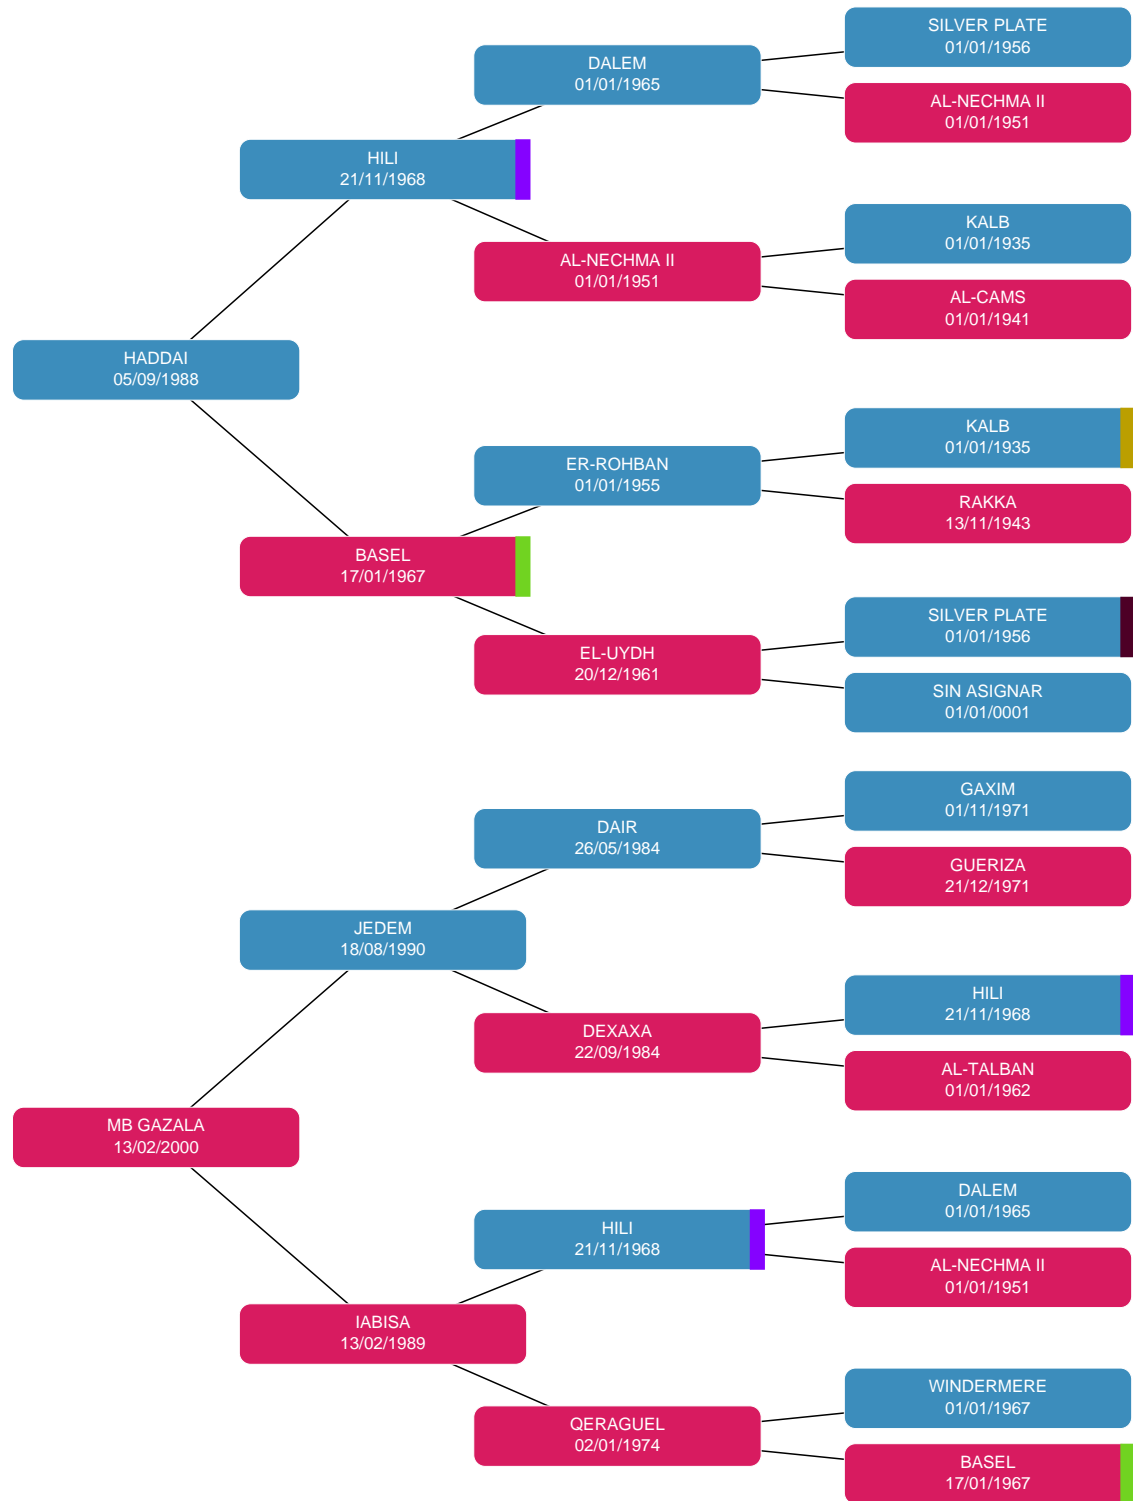 SILVER PLATE
01/01/1956
DALEM
01/01/1965
AL-NECHMA II
01/01/1951
HILI
21/11/1968
KALB
01/01/1935
AL-NECHMA II
01/01/1951
AL-CAMS
01/01/1941
HADDAI
05/09/1988
KALB
01/01/1935
ER-ROHBAN
01/01/1955
RAKKA
13/11/1943
BASEL
17/01/1967
SILVER PLATE
01/01/1956
EL-UYDH
20/12/1961
SIN ASIGNAR
01/01/0001
GAXIM
01/11/1971
DAIR
26/05/1984
GUERIZA
21/12/1971
JEDEM
18/08/1990
HILI
21/11/1968
DEXAXA
22/09/1984
AL-TALBAN
01/01/1962
MB GAZALA
13/02/2000
DALEM
01/01/1965
HILI
21/11/1968
AL-NECHMA II
01/01/1951
IABISA
13/02/1989
WINDERMERE
01/01/1967
QERAGUEL
02/01/1974
BASEL
17/01/1967